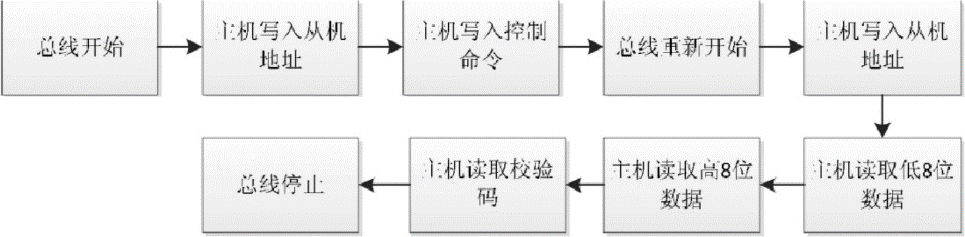 总线开始
主机写入从机
地址
主机写入控制
命令
总线重新开始
主机写入从机
地址
主机读取低8位
数据
主机读取高8位
数据
主机读取校验
码
总线停止